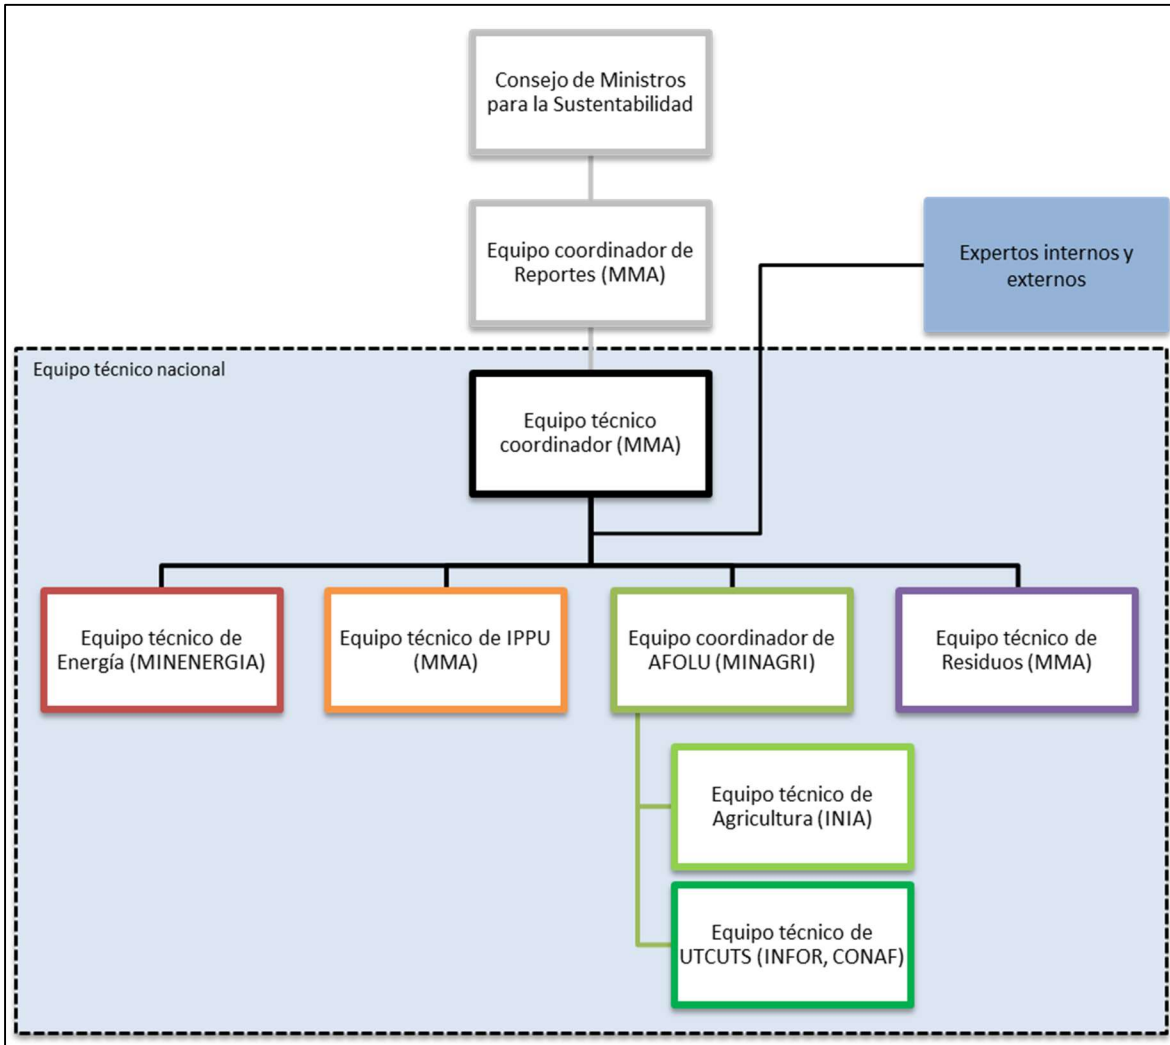 Consejo de Ministros
para la Sustentabilidad
Equipo coordinador de
Reportes (MMA)
Expertos internos y
externos
Equipo técnico nacional
Equipo técnico
coordinador (MMA)
Equipo técnico de
Energía (MINENERGIA)
Equipo técnico de IPPU
(MMA)
Equipo coordinador de
AFOLU (MINAGRI)
Equipo técnico de
Residuos (MMA)
Equipo técnico de
Agricultura (INIA)
Equipo técnico de
UTCUTS (INFOR, CONAF)